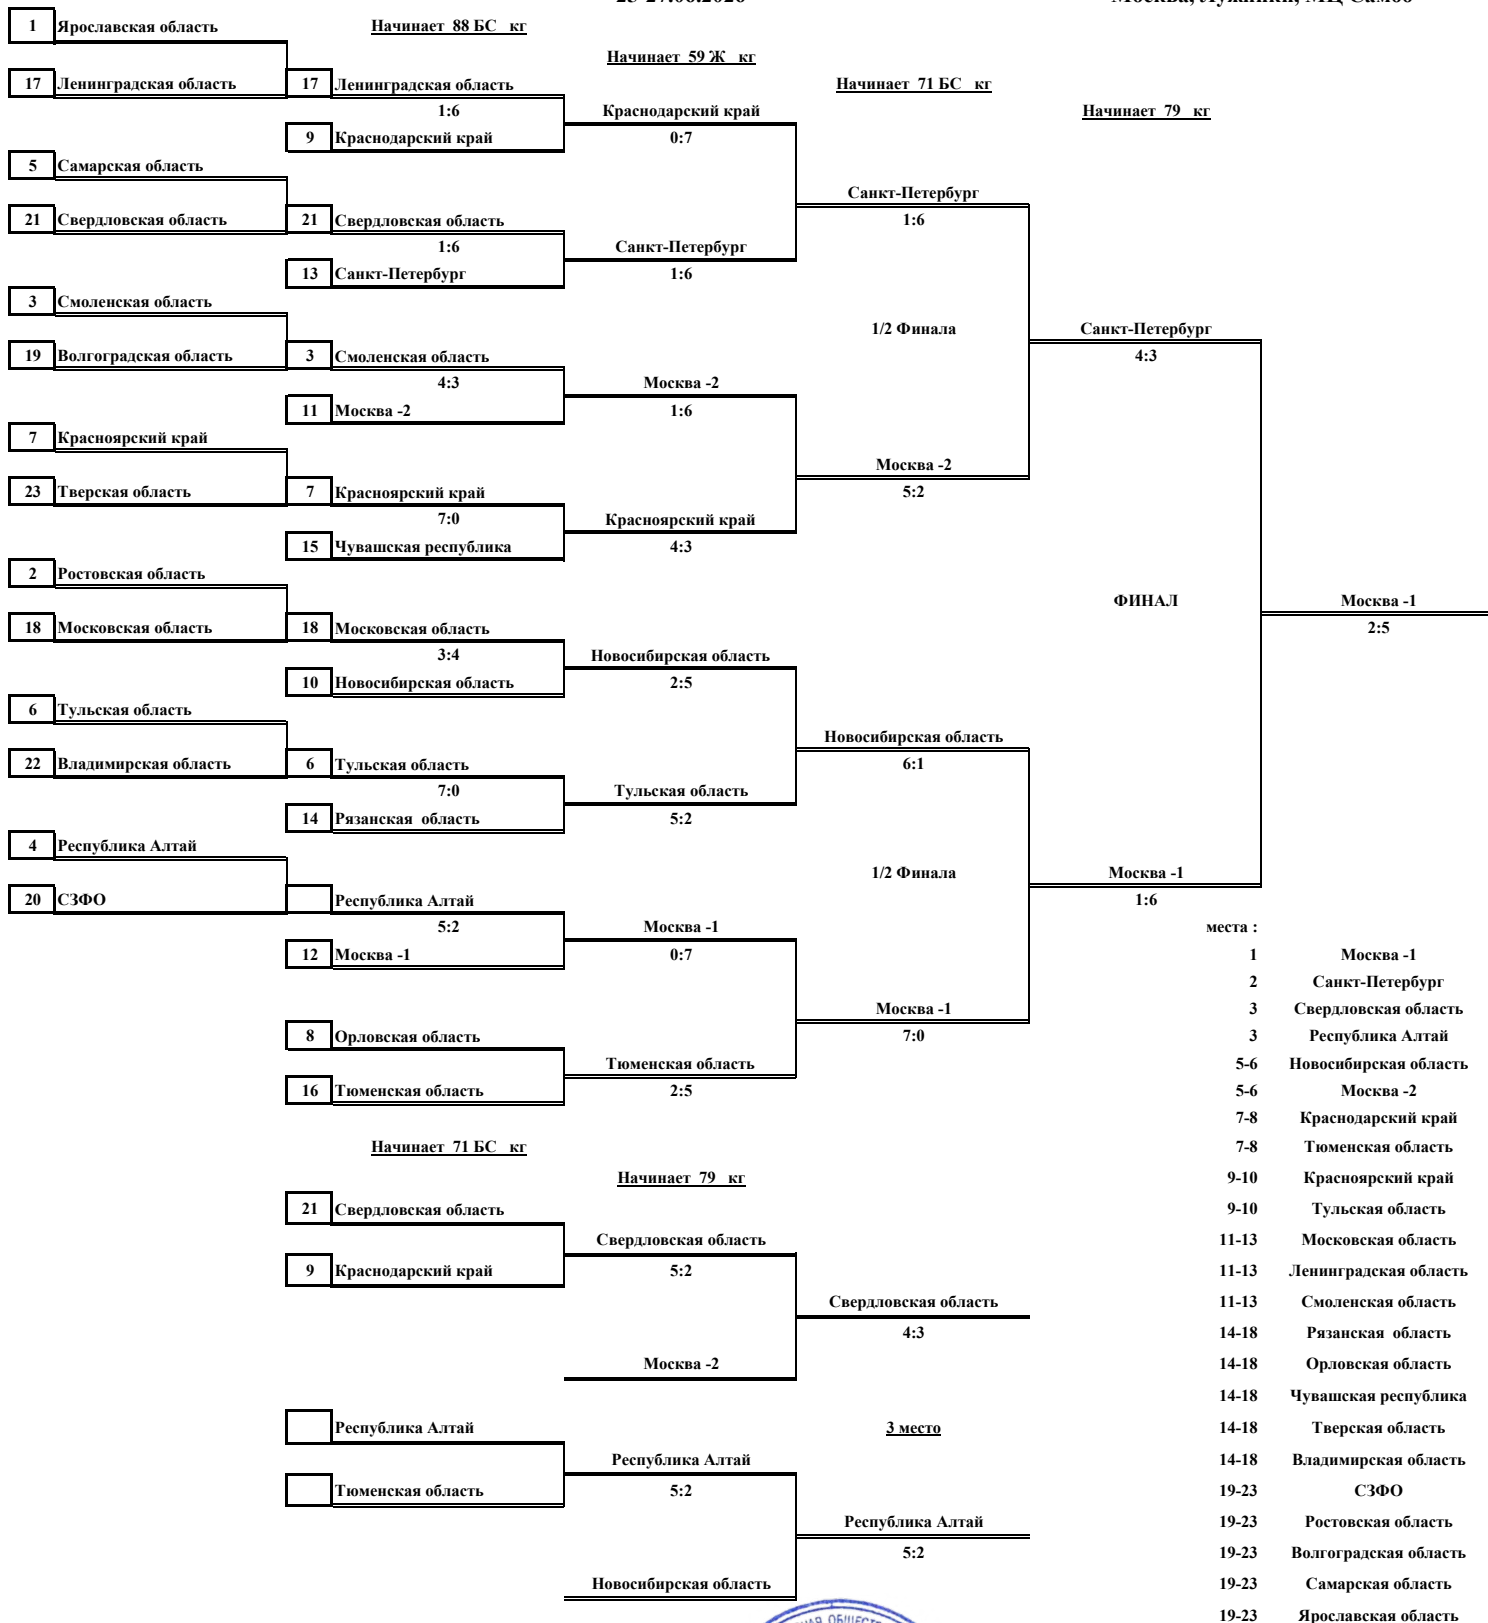 1 Ярославская область
Начинает 88 БС кг
Начинает 59 Ж кг
17 Ленинградская область
17 Ленинградская область
Начинает 71 БС кг
1:6
Краснодарский край
Начинает 79 кг
9 Краснодарский край
0:7
5 Самарская область
Санкт-Петербург
21 Свердловская область
21 Свердловская область
1:6
1:6
Санкт-Петербург
13 Санкт-Петербург
1:6
3 Смоленская область
1/2 Финала
Санкт-Петербург
19 Волгоградская область
3 Смоленская область
4:3
4:3
Москва -2
11 Москва -2
1:6
7 Красноярский край
Москва -2
23 Тверская область
7 Красноярский край
5:2
7:0
Красноярский край
15 Чувашская республика
4:3
2 Ростовская область
ФИНАЛ
Москва -1
18 Московская область
18 Московская область
2:5
3:4
Новосибирская область
10 Новосибирская область
2:5
6 Тульская область
Новосибирская область
22 Владимирская область
6 Тульская область
6:1
7:0
Тульская область
14 Рязанская область
5:2
4 Республика Алтай
1/2 Финала
Москва -1
20 СЗФО
Республика Алтай
1:6
5:2
Москва -1
места :
12 Москва -1
0:7
1 Москва -1
2 Санкт-Петербург
Москва -1
3 Свердловская область
8 Орловская область
7:0
3 Республика Алтай
Тюменская область
5-6 Новосибирская область
16 Тюменская область
2:5
5-6 Москва -2
7-8 Краснодарский край
Начинает 71 БС кг
7-8 Тюменская область
Начинает 79 кг
9-10 Красноярский край
21 Свердловская область
9-10 Тульская область
Свердловская область
11-13 Московская область
9 Краснодарский край
5:2
11-13 Ленинградская область
Свердловская область
11-13 Смоленская область
4:3
14-18 Рязанская область
Москва -2
14-18 Орловская область
14-18 Чувашская республика
Республика Алтай
3 место
14-18 Тверская область
Республика Алтай
14-18 Владимирская область
Тюменская область
5:2
19-23 СЗФО
Республика Алтай
19-23 Ростовская область
5:2
19-23 Волгоградская область
Новосибирская область
19-23 Самарская область
19-23 Ярославская область